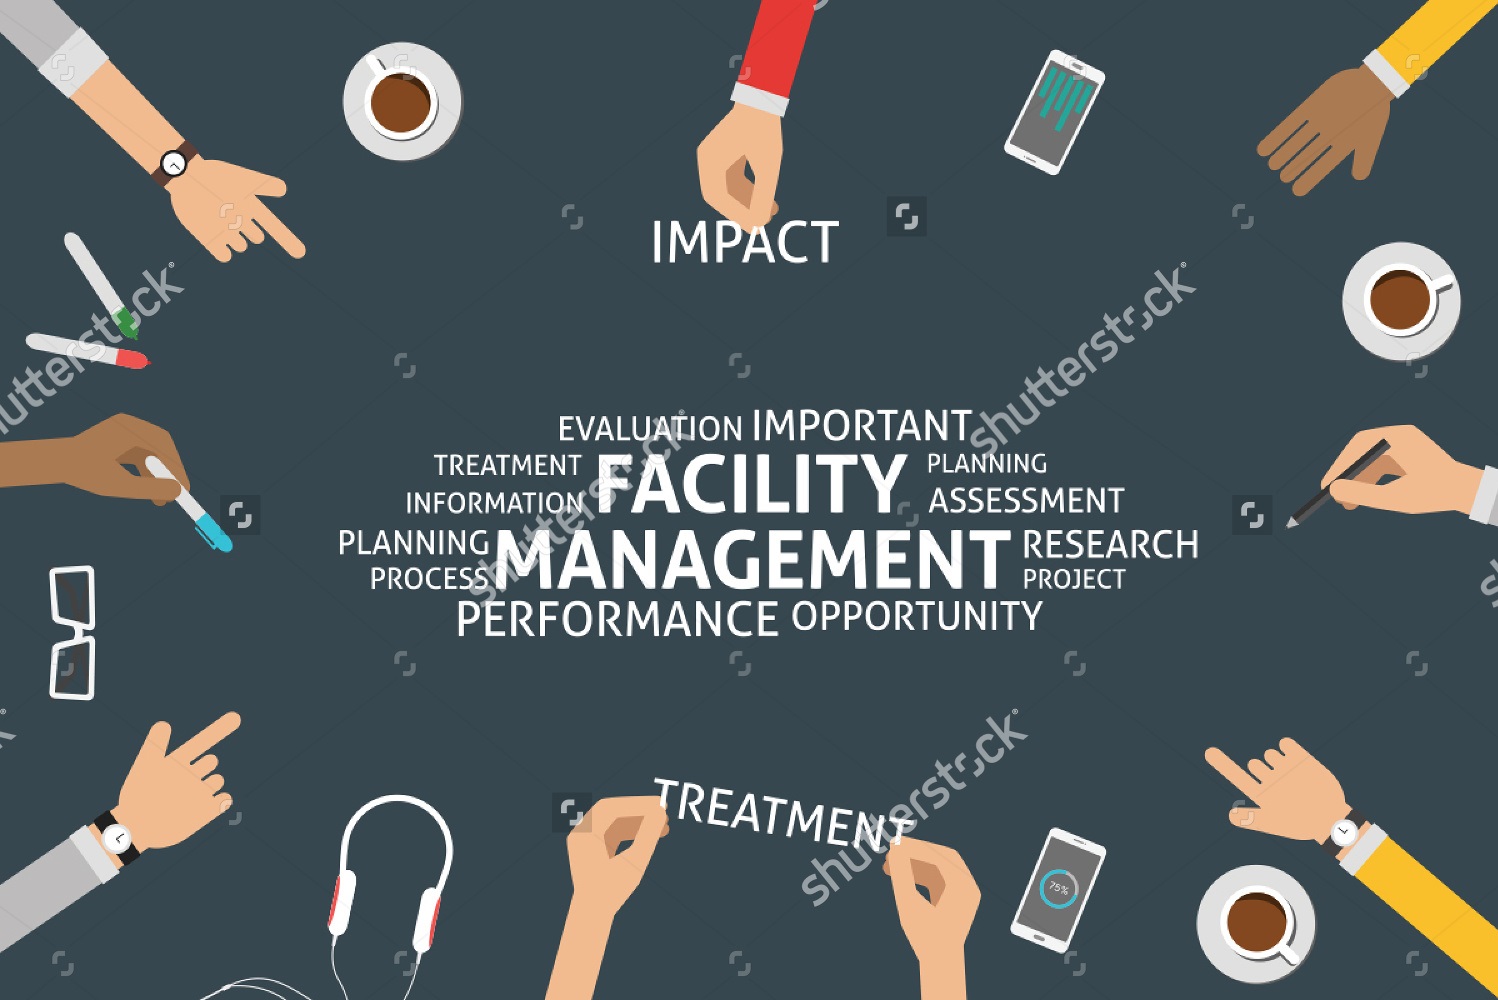 IMPACT
EVALUATION IMPORTANT
TREATMENT FACILITY PLANNING
INFORMATION ASSESSMENT
PLANNING MANAGEMENT RESEARCH
PROCESS PROJECT
PERFORMANCE OPPORTUNITY
TREATMENT
75%
shutterstock
shutterstock
shutterstock
shutterstock